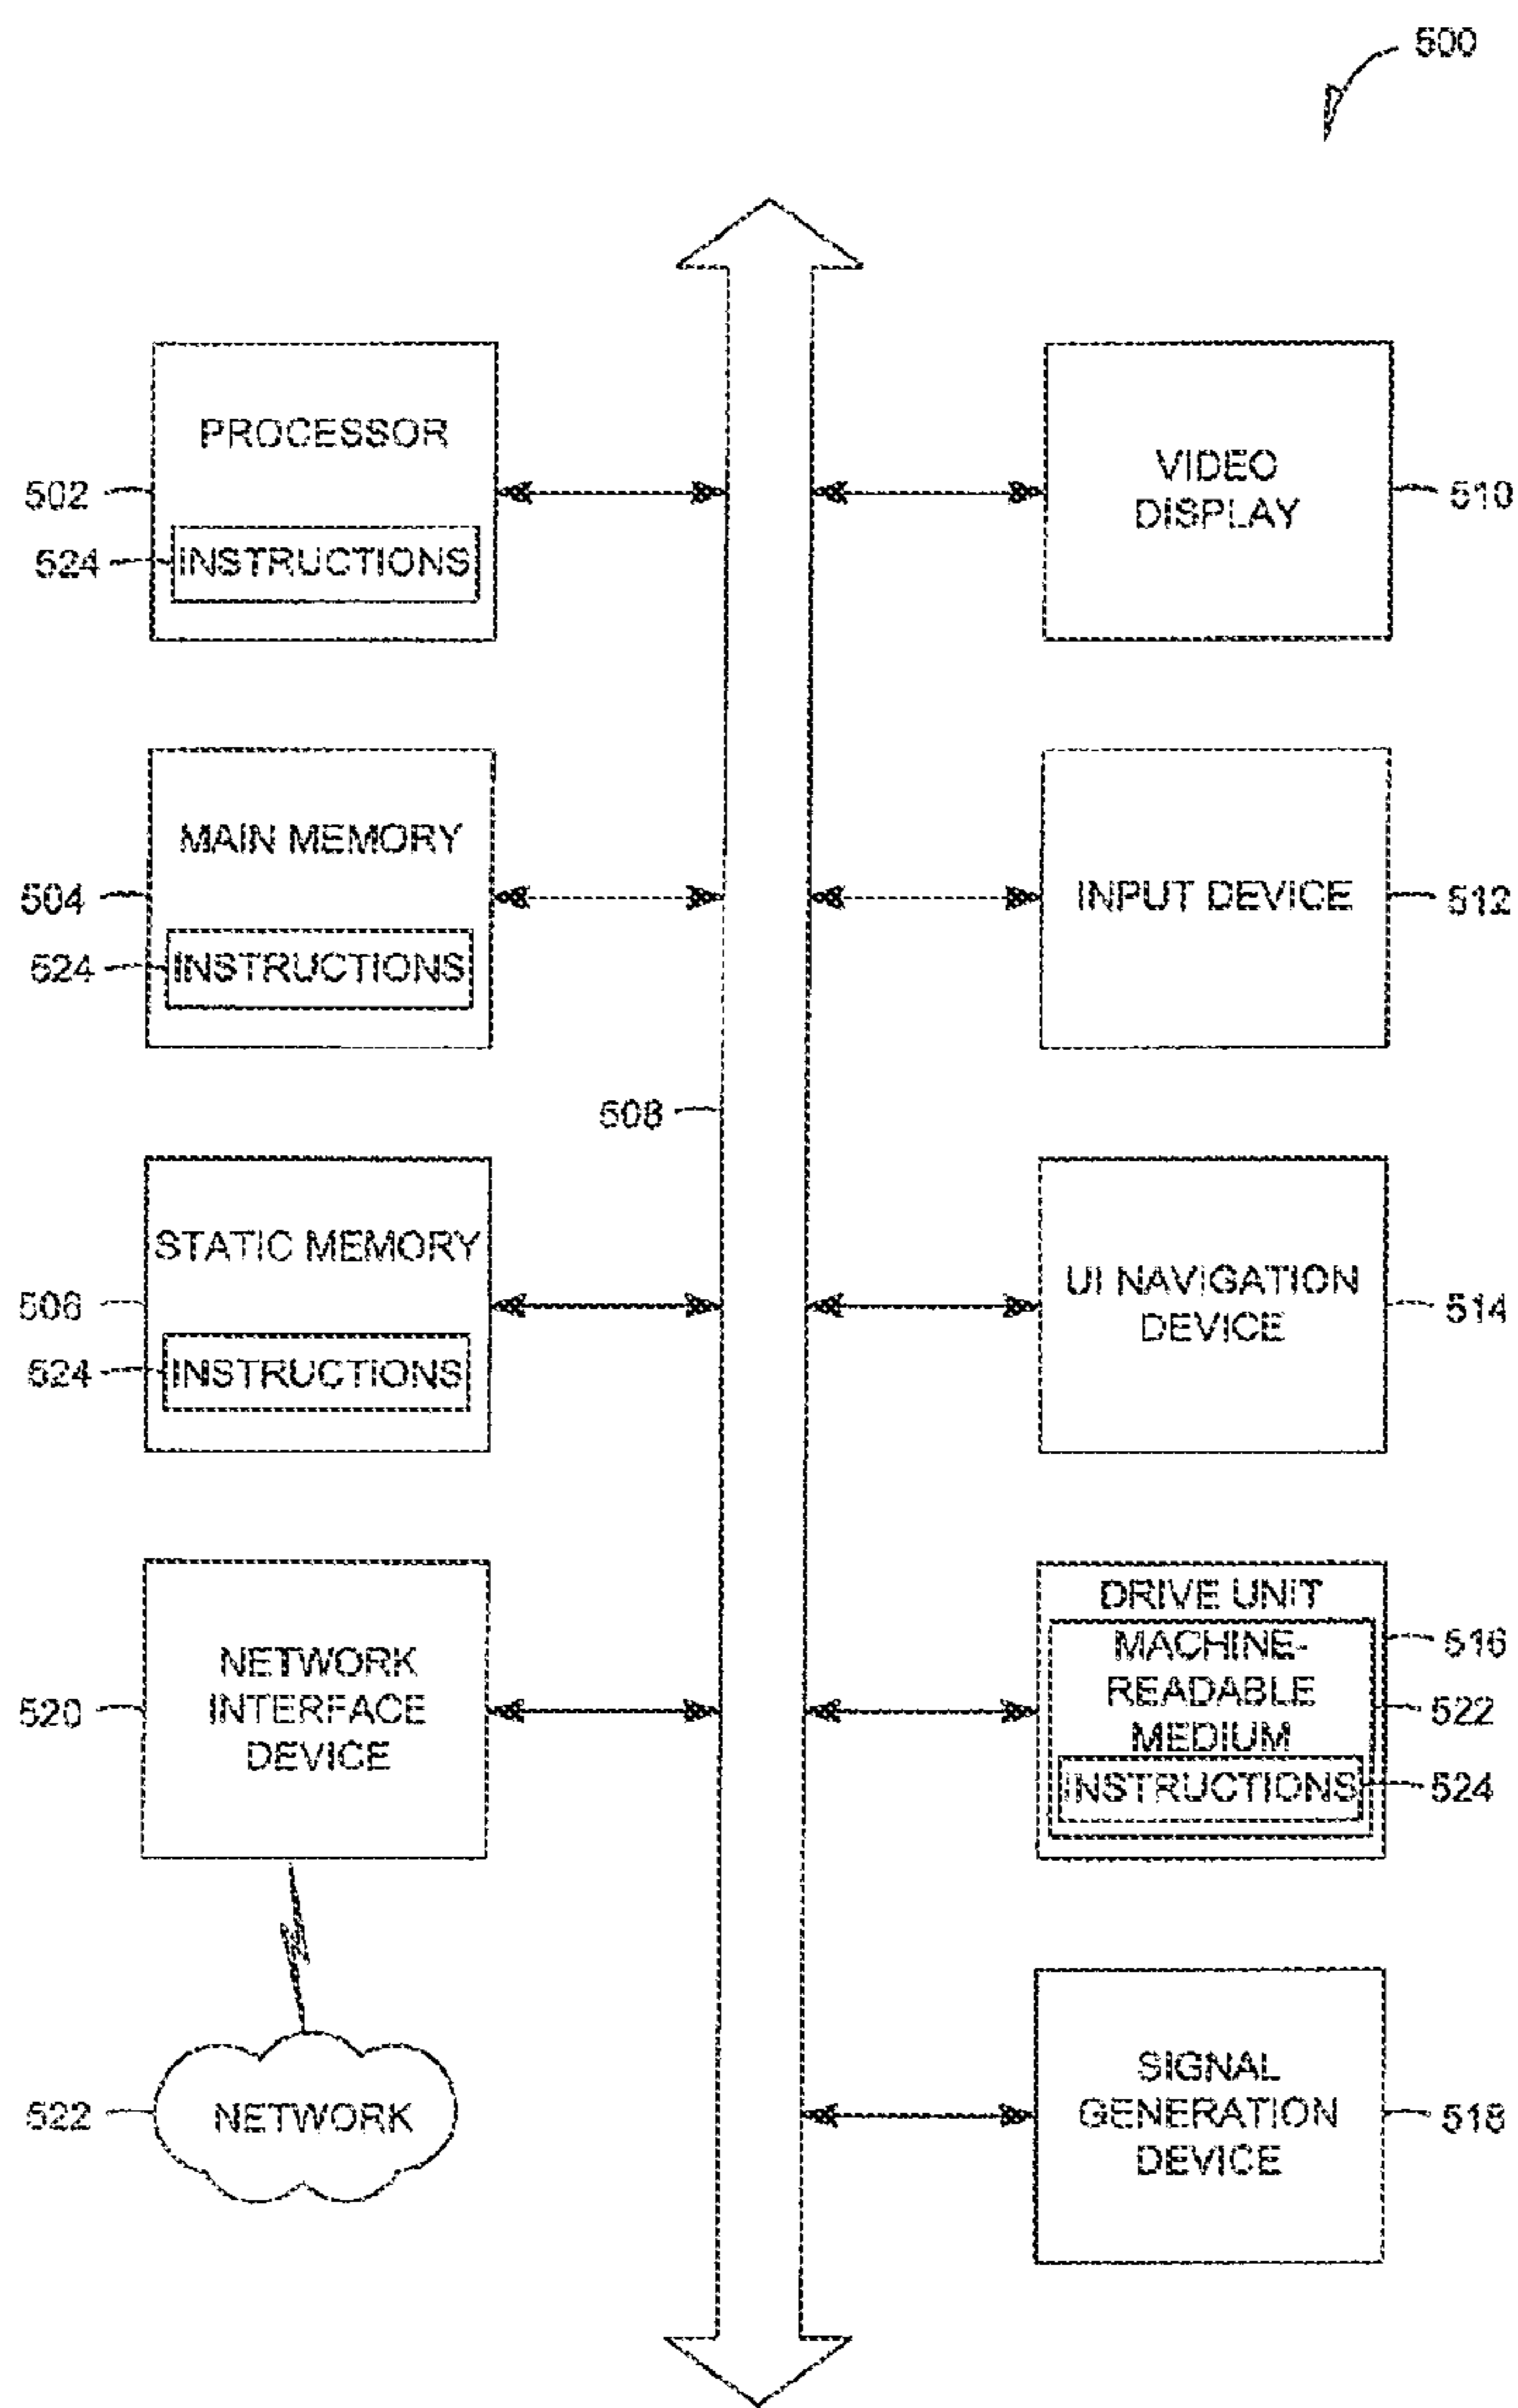 500
PROCESSOR
502
524
INSTRUCTIONS
VIDEO
DISPLAY
510
MAIN MEMORY
504
524
INSTRUCTIONS
INPUT DEVICE
512
508
STATIC MEMORY
506
524
INSTRUCTIONS
UI NAVIGATION
DEVICE
514
NETWORK
INTERFACE
DEVICE
520
DRIVE UNIT
516
MACHINE-
READABLE
MEDIUM
522
INSTRUCTIONS
524
522
NETWORK
SIGNAL
GENERATION
DEVICE
518